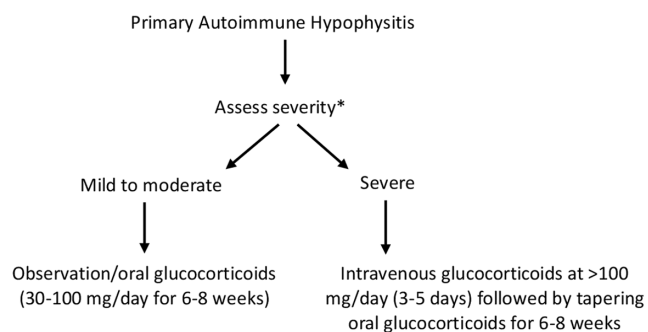 Primary Autoimmune Hypophysitis
Assess severity*
Mild to moderate
Severe
Observation/oral glucocorticoids
(30-100 mg/day for 6-8 weeks)
Intravenous glucocorticoids at >100
mg/day (3-5 days) followed by tapering
oral glucocorticoids for 6-8 weeks